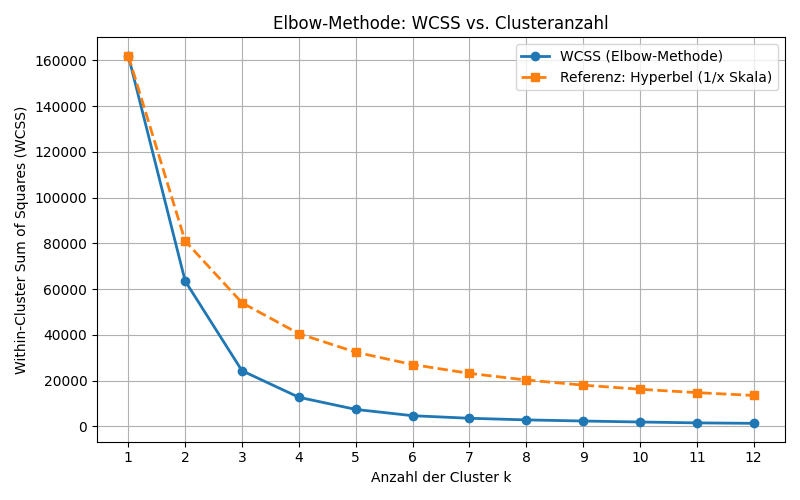 Elbow-Methode: WCSS vs. Clusteranzahl
WCSS (Elbow-Methode)
Referenz: Hyperbel (1/x Skala)
Within-Cluster Sum of Squares (WCSS)
160000
140000
120000
100000
80000
60000
40000
20000
0
1 2 3 4 5 6 7 8 9 10 11 12
Anzahl der Cluster k